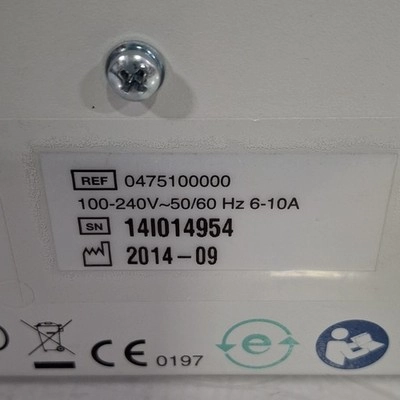 REF 0475100000
100-240V~50/60 Hz 6-10A
SN 14I014954
2014-09
CE 0197 e